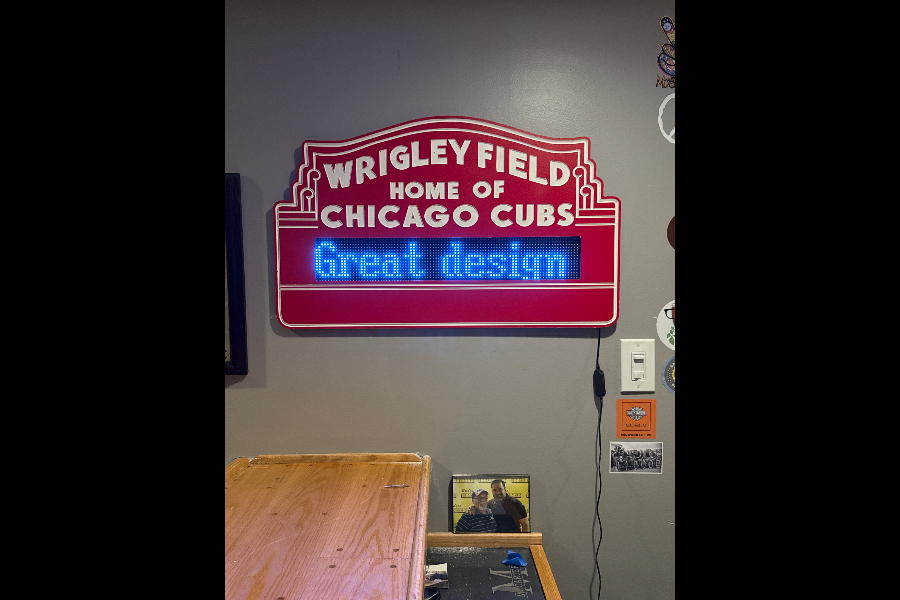 WRIGLEY FIELD
HOME OF
CHICAGO CUBS
Great design